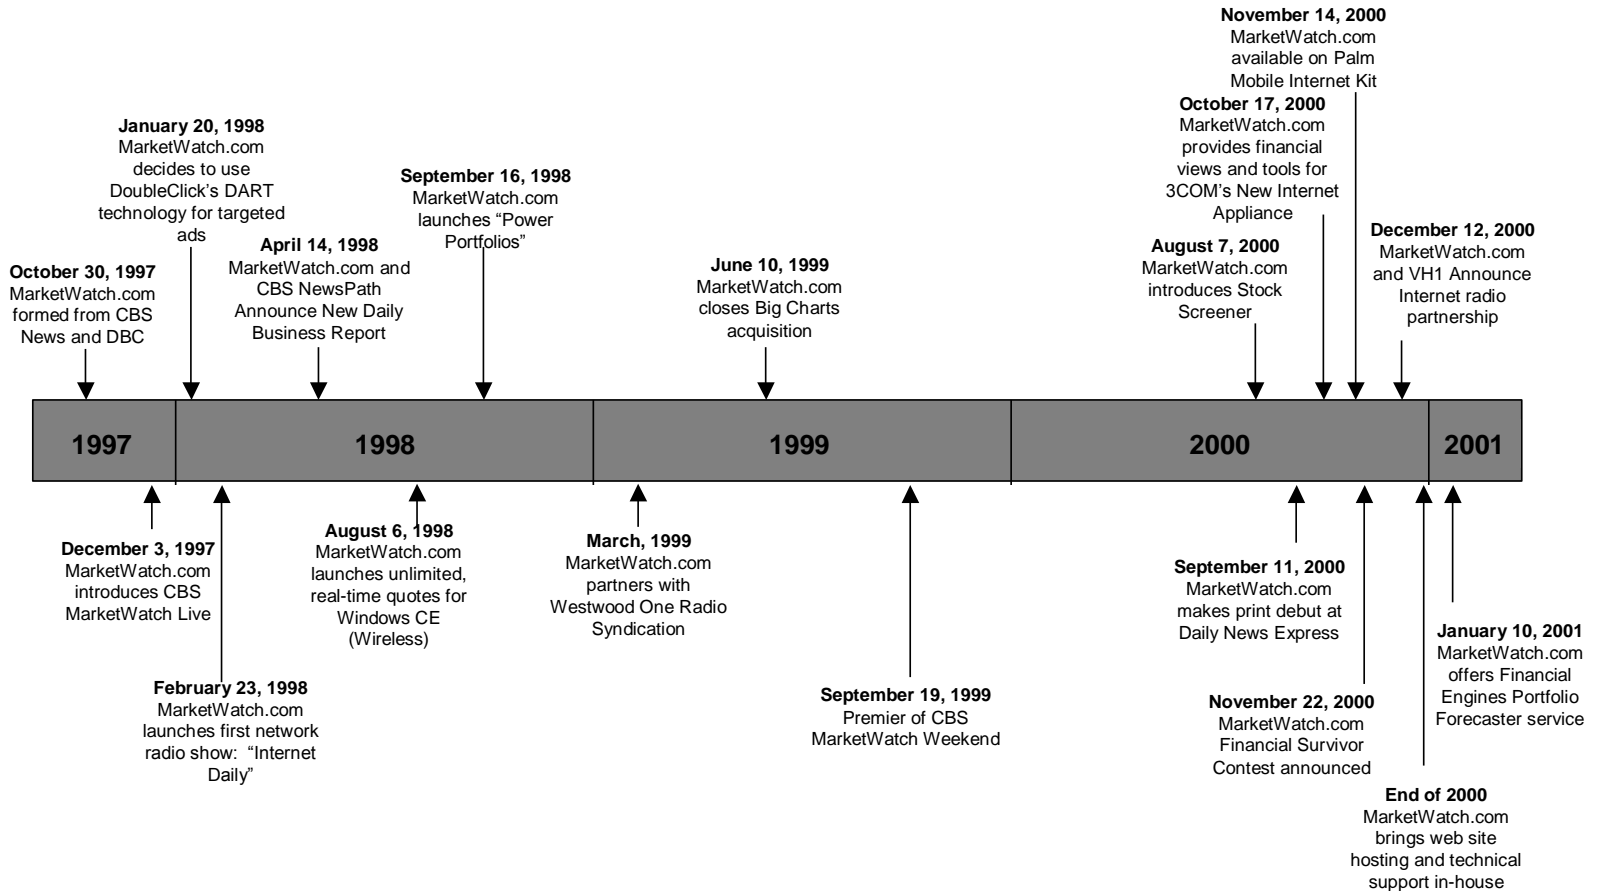 November 14, 2000
MarketWatch.com
available on Palm
Mobile Internet Kit
October 17, 2000
MarketWatch.com
provides financial
views and tools for
3COM's New Internet
Appliance
January 20, 1998
MarketWatch.com
decides to use
DoubleClick's DART
technology for targeted
ads
September 16, 1998
MarketWatch.com
launches “Power
Portfolios”
April 14, 1998
MarketWatch.com and
CBS NewsPath
Announce New Daily
Business Report
October 30, 1997
MarketWatch.com
formed from CBS
News and DBC
June 10, 1999
MarketWatch.com
closes Big Charts
acquisition
August 7, 2000
MarketWatch.com
introduces Stock
Screener
December 12, 2000
MarketWatch.com
and VH1 Announce
Internet radio
partnership
1997
1998
1999
2000
2001
December 3, 1997
MarketWatch.com
introduces CBS
MarketWatch Live
February 23, 1998
MarketWatch.com
launches first network
radio show:  “Internet
Daily”
August 6, 1998
MarketWatch.com
launches unlimited,
real-time quotes for
Windows CE
(Wireless)
March, 1999
MarketWatch.com
partners with
Westwood One Radio
Syndication
September 19, 1999
Premier of CBS
MarketWatch Weekend
September 11, 2000
MarketWatch.com
makes print debut at
Daily News Express
November 22, 2000
MarketWatch.com
Financial Survivor
Contest announced
End of 2000
MarketWatch.com
brings web site
hosting and technical
support in-house
January 10, 2001
MarketWatch.com
offers Financial
Engines Portfolio
Forecaster service